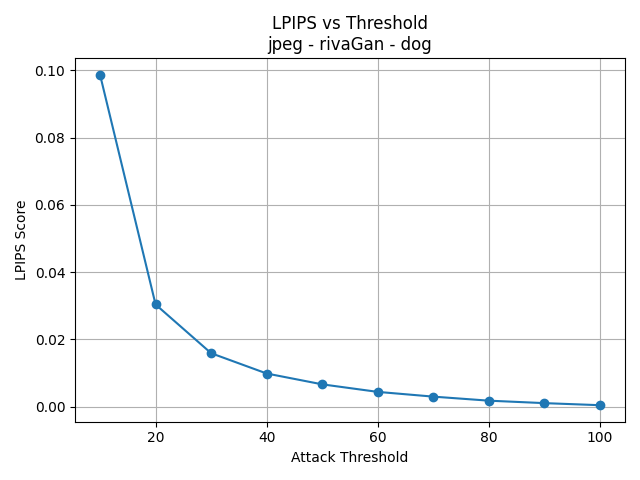 LPIPS vs Threshold
jpeg - rivaGan - dog
LPIPS Score
0.10
0.08
0.06
0.04
0.02
0.00
20 40 60 80 100
Attack Threshold